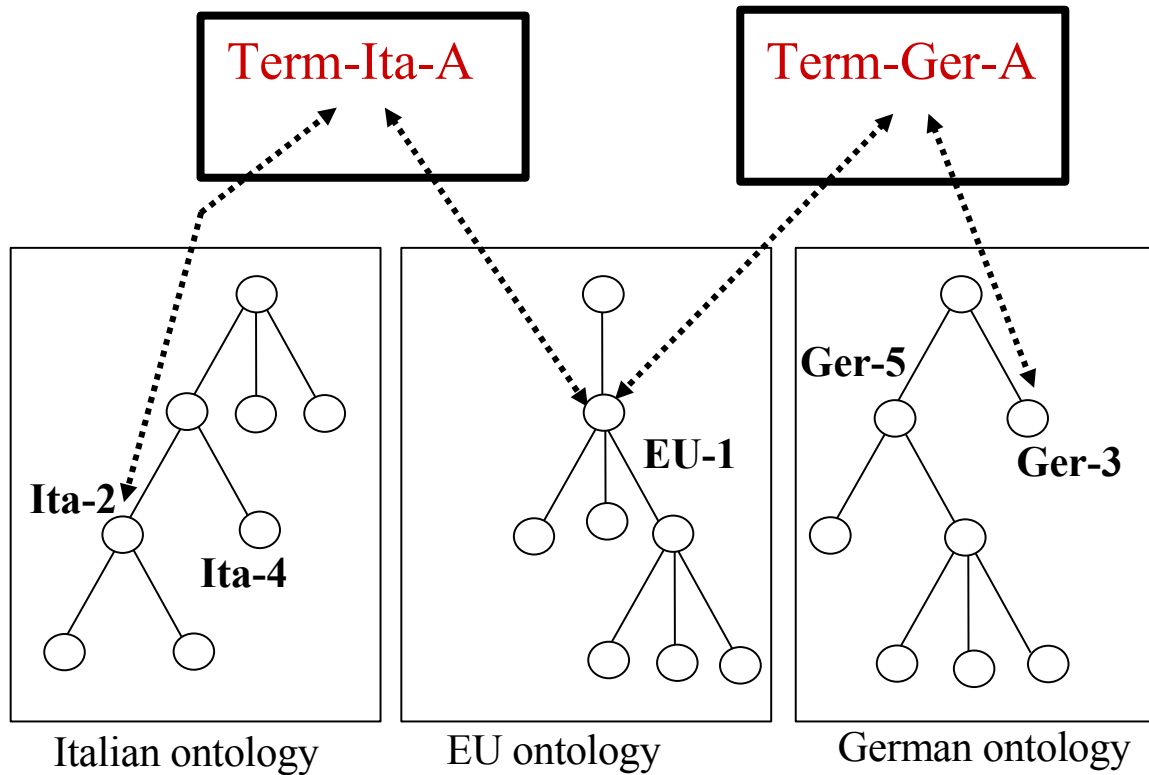 Term-Ita-A
Term-Ger-A
Ger-5
EU-1
Ger-3
Ita-2
Ita-4
Italian ontology
EU ontology
German ontology